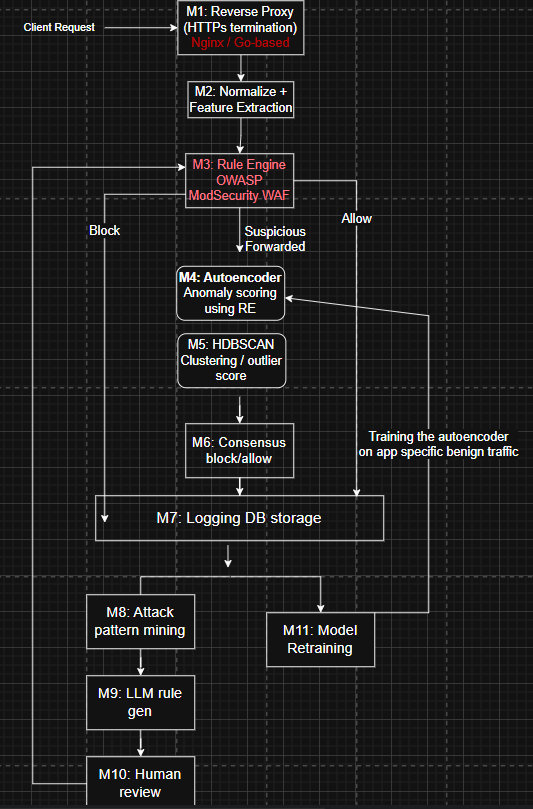 Client Request
M1: Reverse Proxy
(HTTPs termination)
Nginx / Go-based
M2: Normalize +
Feature Extraction
M3: Rule Engine
OWASP
ModSecurity WAF
Block
Suspicious
Forwarded
Allow
M4: Autoencoder
Anomaly scoring
using RE
M5: HDBSCAN
Clustering / outlier
score
M6: Consensus
block/allow
Training the autoencoder
on app specific benign traffic
M7: Logging DB storage
M8: Attack
pattern mining
M11: Model
Retraining
M9: LLM rule
gen
M10: Human
review